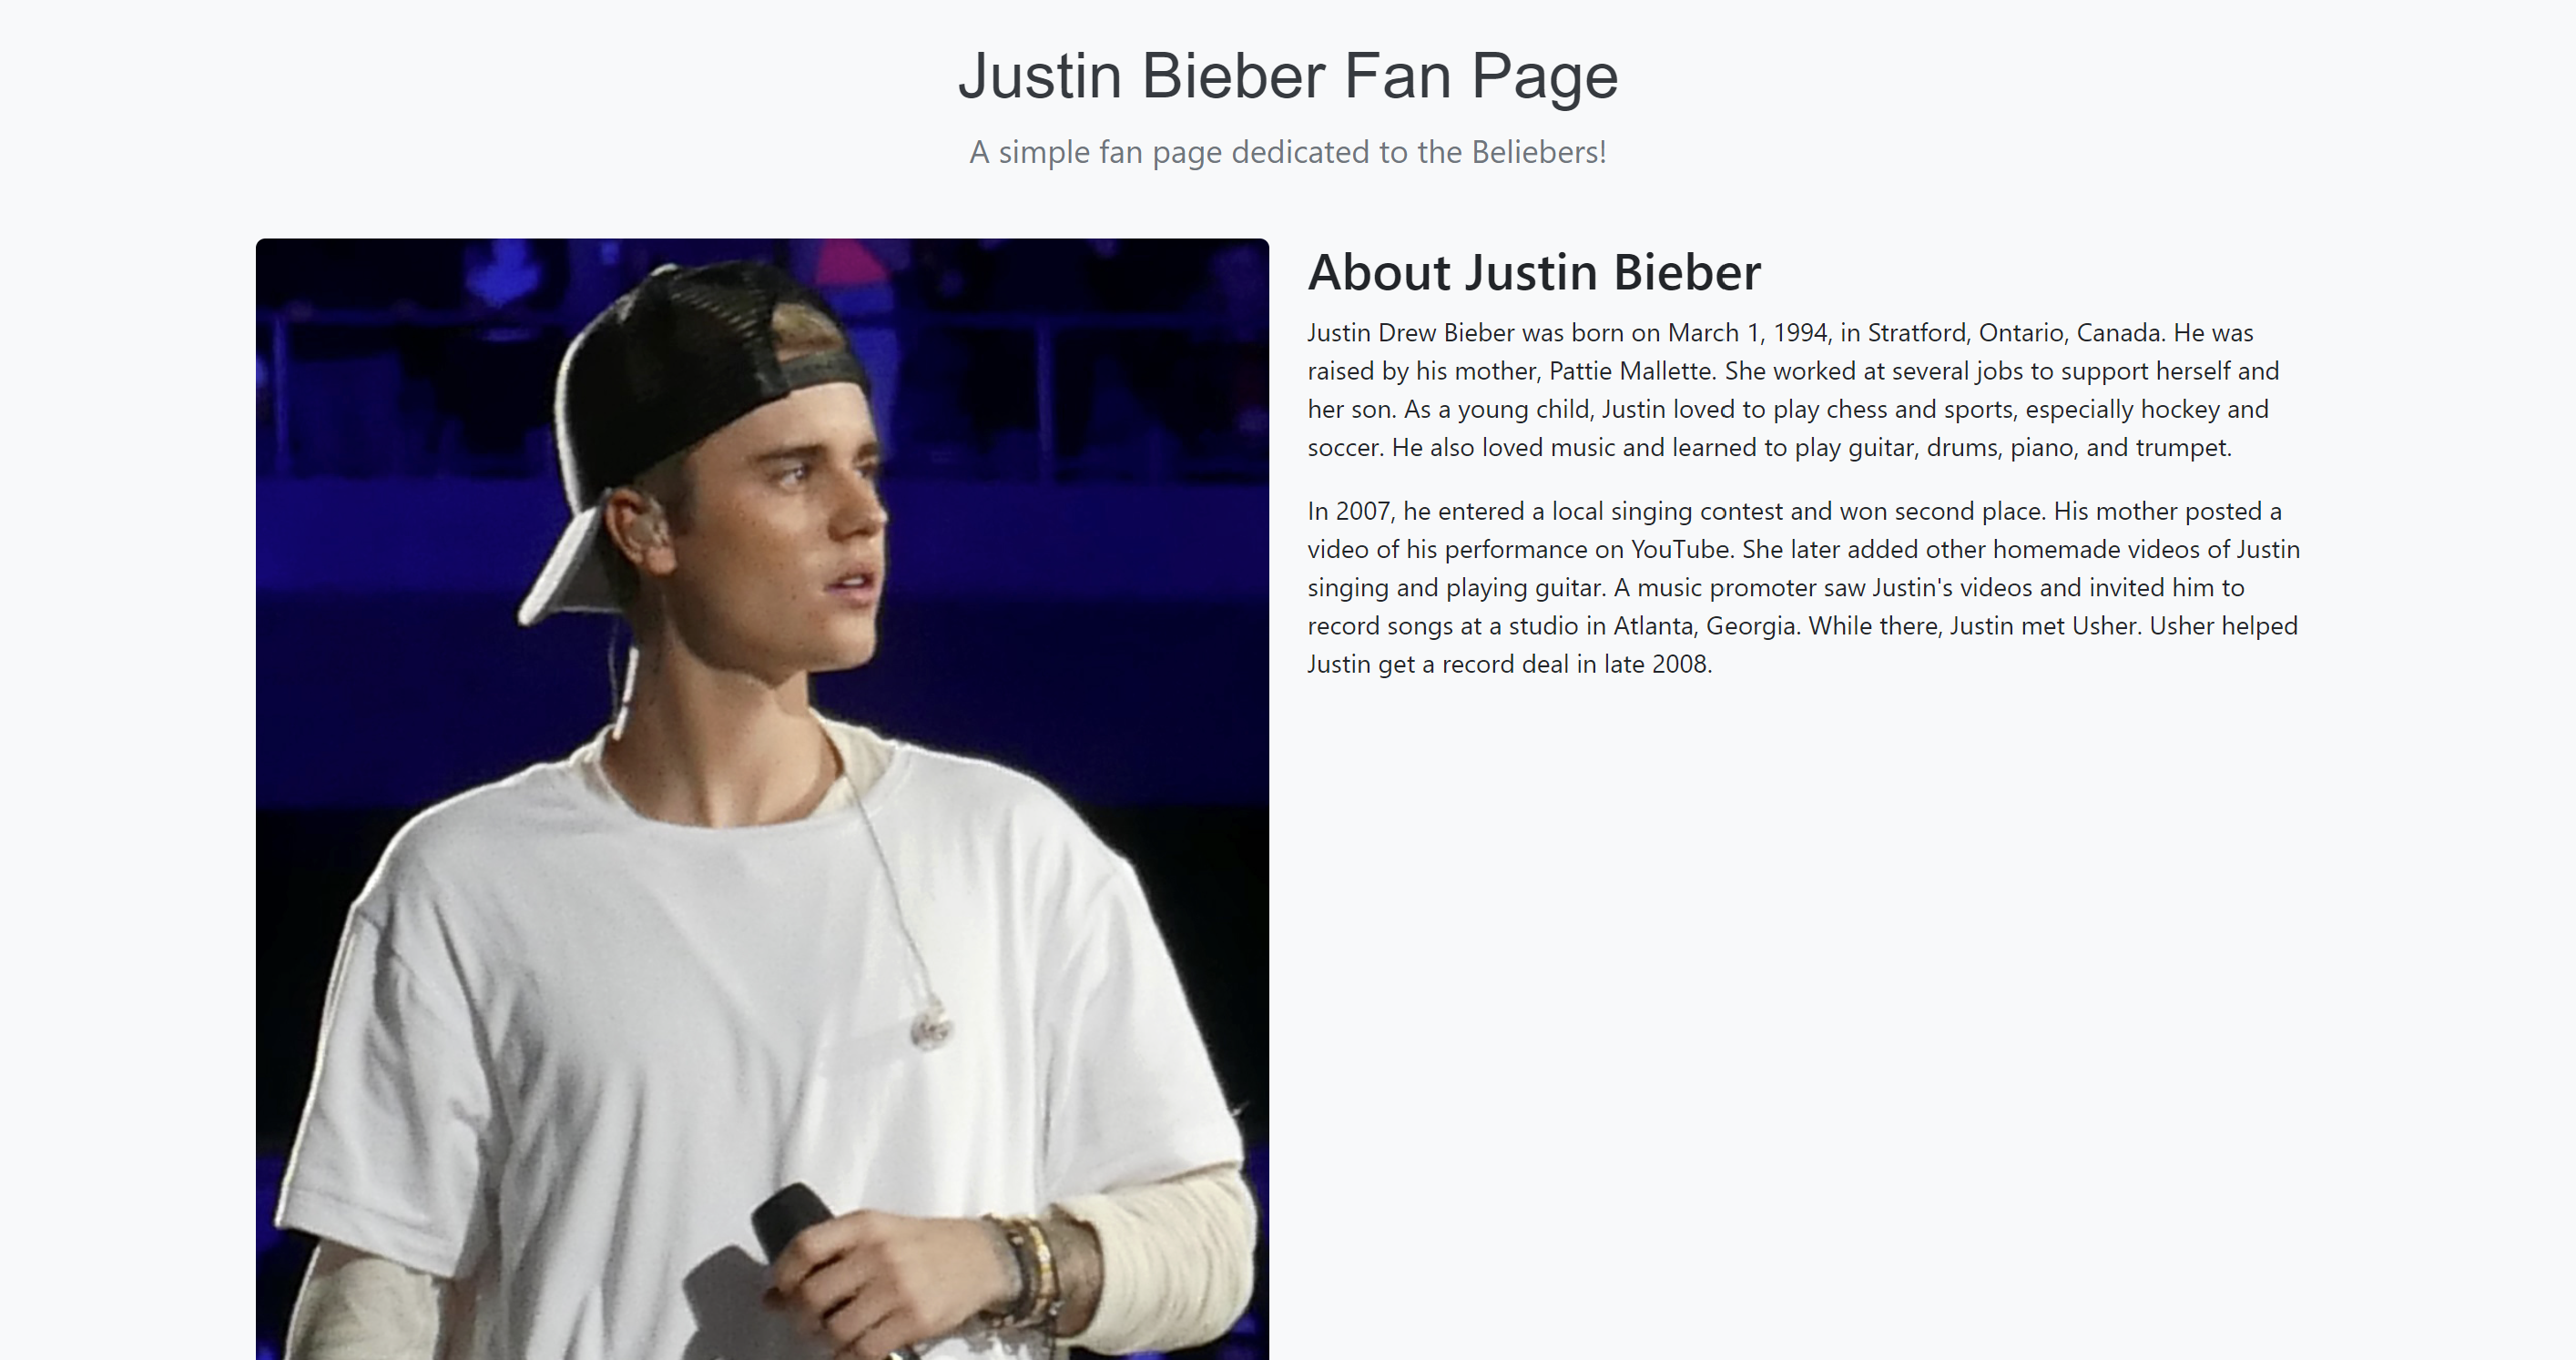 Justin Bieber Fan Page
A simple fan page dedicated to the Beliebers!
About Justin Bieber
Justin Drew Bieber was born on March 1, 1994, in Stratford, Ontario, Canada. He was
raised by his mother, Pattie Mallette. She worked at several jobs to support herself and
her son. As a young child, Justin loved to play chess and sports, especially hockey and
soccer. He also loved music and learned to play guitar, drums, piano, and trumpet.
In 2007, he entered a local singing contest and won second place. His mother posted a
video of his performance on YouTube. She later added other homemade videos of Justin
singing and playing guitar. A music promoter saw Justin's videos and invited him to
record songs at a studio in Atlanta, Georgia. While there, Justin met Usher. Usher helped
Justin get a record deal in late 2008.